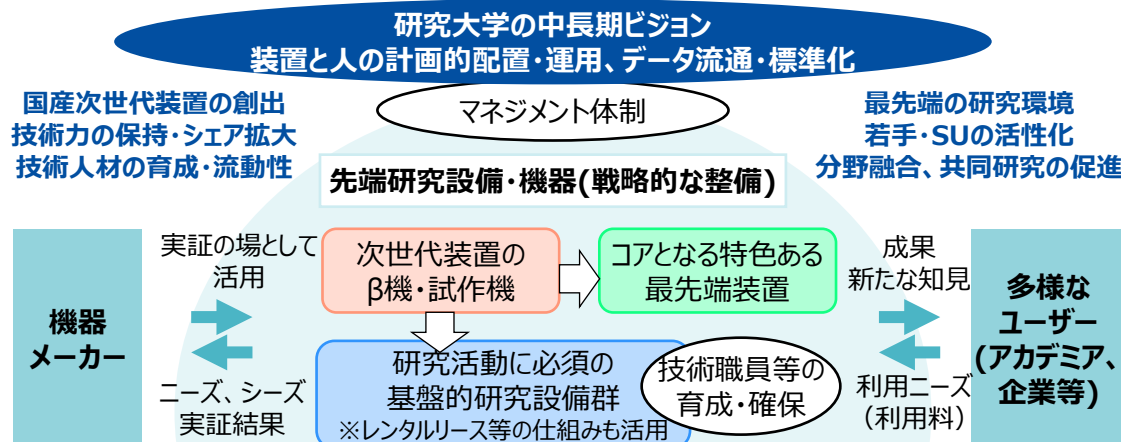 研究大学の中長期ビジョン
装置と人の計画的配置・運用、データ流通・標準化
国産次世代装置の創出
技術力の保持・シェア拡大
技術人材の育成・流動性
マネジメント体制
最先端の研究環境
若手・SUの活性化
分野融合、共同研究の促進
先端研究設備・機器(戦略的な整備)
機器
メーカー
実証の場として
活用
ニーズ、シーズ
実証結果
次世代装置の
β機・試作機
コアとなる特色ある
最先端装置
研究活動に必須の
基盤的研究設備群
※レンタルリース等の仕組みも活用
技術職員等の
育成・確保
成果
新たな知見
利用ニーズ
（利用料）
多様な
ユーザー
(アカデミア、
企業等)